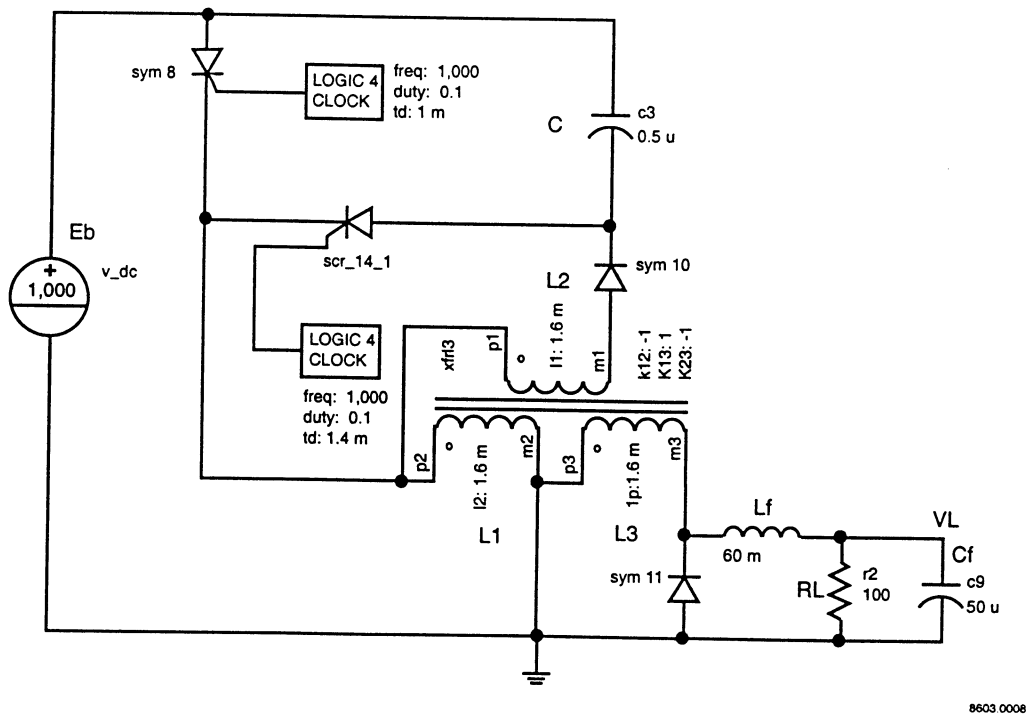 sym 8
LOGIC 4
CLOCK
freq: 1,000
duty: 0.1
td: 1 m
C
c3
0.5 u
Eb
+
1,000
v_dc
scr_14_1
sym 10
L2
LOGIC 4
CLOCK
freq: 1,000
duty: 0.1
td: 1.4 m
xfrl3
p1
l1: 1.6 m
m1
k12: -1
K13: 1
K23: -1
p2
l2: 1.6 m
m2
p3
1p:1.6 m
m3
L1
L3
Lf
60 m
VL
Cf
sym 11
RL
r2
100
c9
50 u
8603.0008